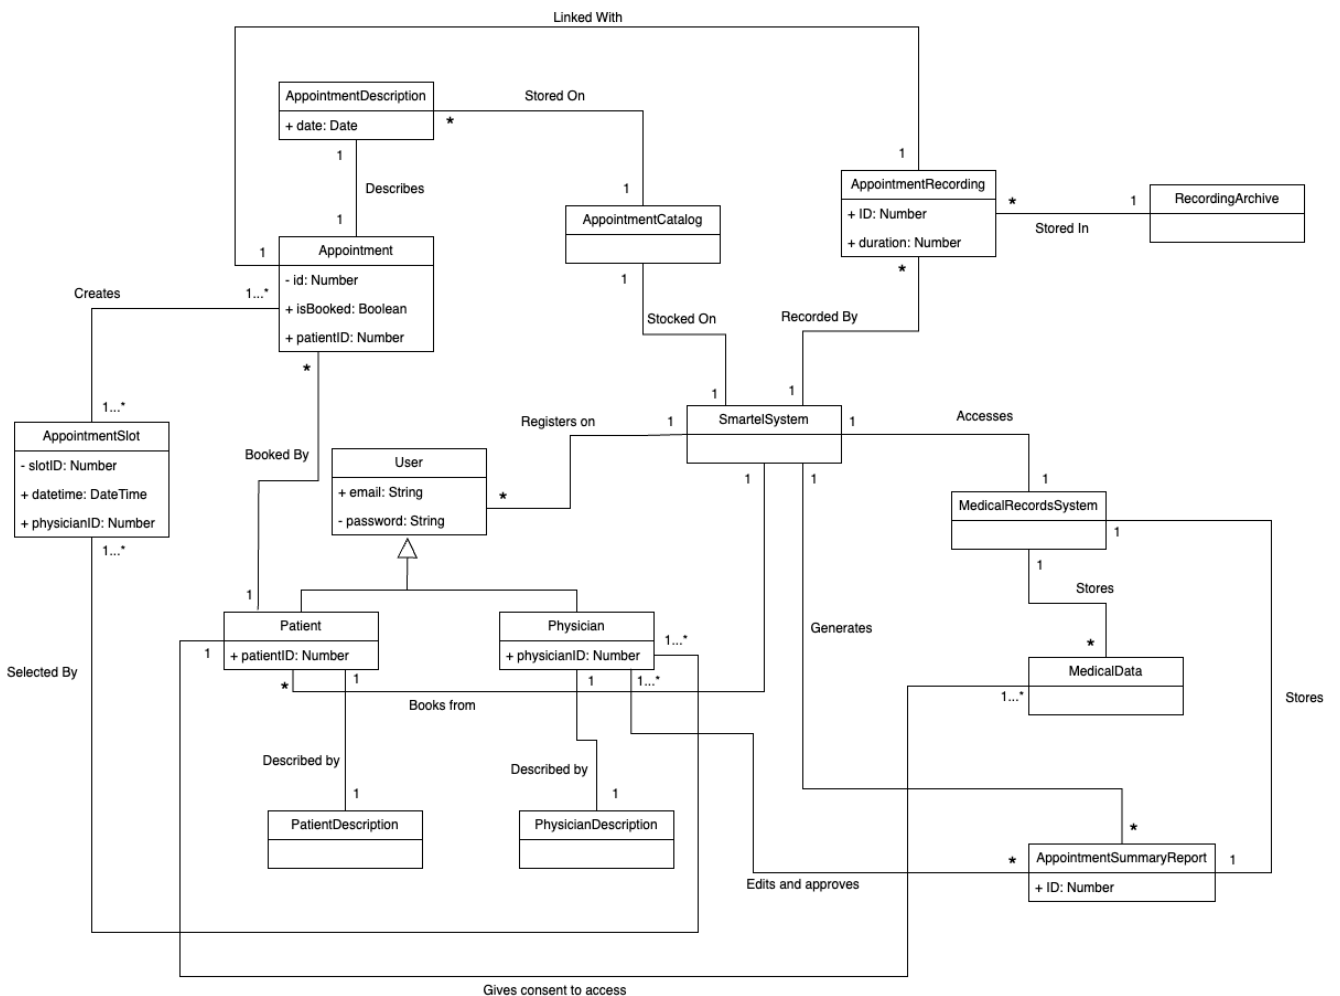 Linked With
AppointmentDescription
+ date: Date
*
Stored On
1
Describes
1
1
AppointmentCatalog
1
1
AppointmentRecording
+ ID: Number
+ duration: Number
*
*
1
Stored In
RecordingArchive
1
Appointment
- id: Number
+ isBooked: Boolean
+ patientID: Number
Creates
1...*
*
Stocked On
1
Recorded By
1
1...*
AppointmentSlot
- slotID: Number
+ datetime: DateTime
+ physicianID: Number
1...*
Booked By
1
Registers on
1
*
User
+ email: String
- password: String
SmartelSystem
1
1
1
Accesses
1
MedicalRecordsSystem
1
1
Stores
*
Generates
Patient
+ patientID: Number
1
*
1
Physician
+ physicianID: Number
1...*
1
1...*
Selected By
Books from
MedicalData
1...*
Stores
Described by
1
Described by
1
PatientDescription
PhysicianDescription
*
*
AppointmentSummaryReport
+ ID: Number
1
Edits and approves
Gives consent to access